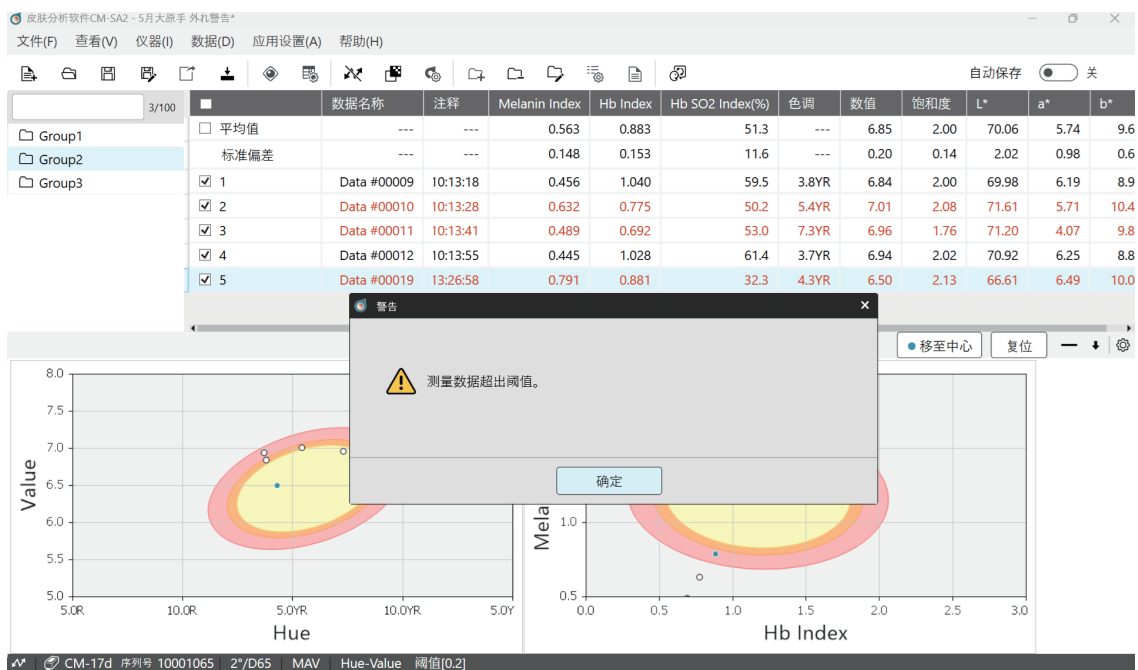 皮肤分析软件CM-SA2 - 5月大原手 外れ警告*
文件(F) 查看(V) 仪器(I) 数据(D) 应用设置(A) 帮助(H)
自动保存 关
3/100 数据名称 注释 Melanin Index Hb Index Hb SO2 Index(%) 色调 数值 饱和度 L* a* b*
Group1
Group2
Group3
平均值 --- --- 0.563 0.883 51.3 --- 6.85 2.00 70.06 5.74 9.6
标准偏差 --- --- 0.148 0.153 11.6 --- 0.20 0.14 2.02 0.98 0.6
1 Data #00009 10:13:18 0.456 1.040 59.5 3.8YR 6.84 2.00 69.98 6.19 8.9
2 Data #00010 10:13:28 0.632 0.775 50.2 5.4YR 7.01 2.08 71.61 5.71 10.4
3 Data #00011 10:13:41 0.489 0.692 53.0 7.3YR 6.96 1.76 71.20 4.07 9.8
4 Data #00012 10:13:55 0.445 1.028 61.4 3.7YR 6.94 2.02 70.92 6.25 8.8
5 Data #00019 13:26:58 0.791 0.881 32.3 4.3YR 6.50 2.13 66.61 6.49 10.0
警告
测量数据超出阈值。
确定
移至中心 复位
8.0
7.5
7.0
6.5
6.0
5.5
5.0
Value
5.0R 10.0R 5.0YR 10.0YR 5.0Y
Hue
1.0
0.5
Mela
0.0 0.5 1.0 1.5 2.0 2.5 3.0
Hb Index
CM-17d 序列号 10001065 2°/D65 MAV Hue-Value 阈值[0.2]